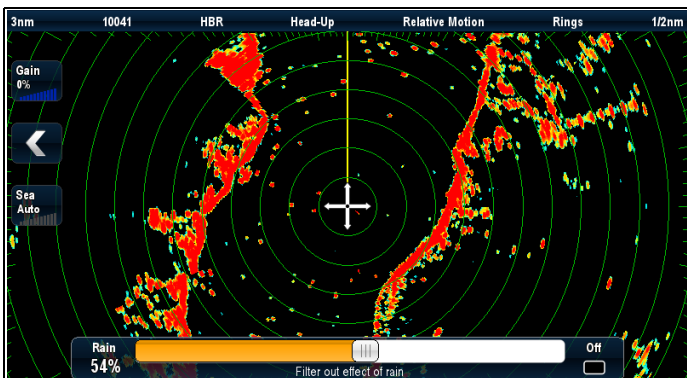 3nm 10041 HBR Head-Up Relative Motion Rings 1/2nm
Gain
0%
Sea
Auto
Rain Off
54%
Filter out effect of rain